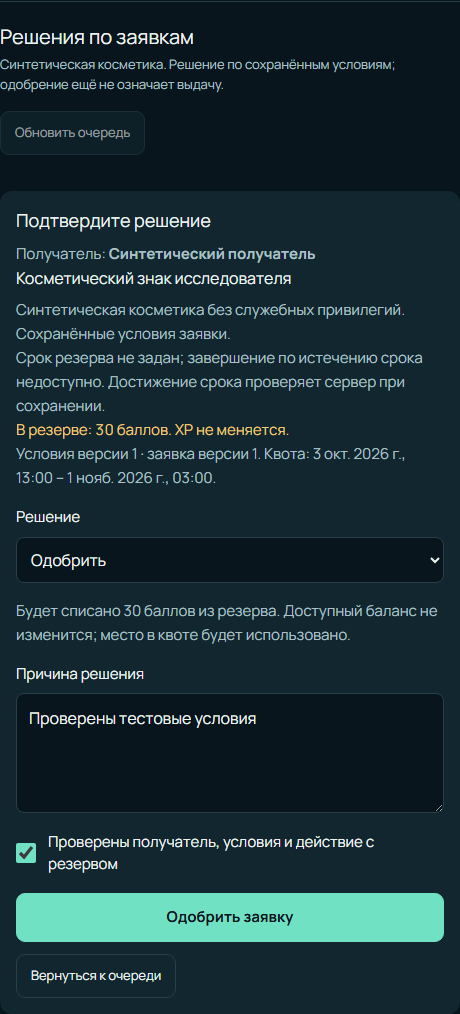 Решения по заявкам
Синтетическая косметика. Решение по сохранённым условиям;
одобрение ещё не означает выдачу.
Обновить очередь
Подтвердите решение
Получатель: Синтетический получатель
Косметический знак исследователя
Синтетическая косметика без служебных привилегий.
Сохранённые условия заявки.
Срок резерва не задан; завершение по истечению срока
недоступно. Достижение срока проверяет сервер при
сохранении.
В резерве: 30 баллов. XP не меняется.
Условия версии 1 · заявка версии 1. Квота: 3 окт. 2026 г.,
13:00 – 1 нояб. 2026 г., 03:00.
Решение
Одобрить
Будет списано 30 баллов из резерва. Доступный баланс не
изменится; место в квоте будет использовано.
Причина решения
Проверены тестовые условия
Проверены получатель, условия и действие с
резервом
Одобрить заявку
Вернуться к очереди